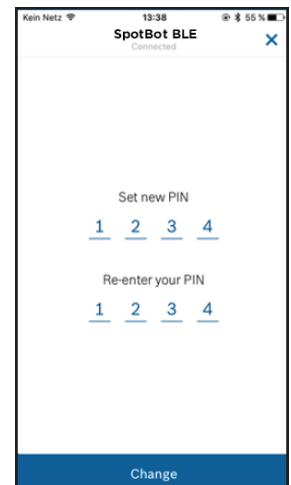 Kein Netz 13:38 55 %
SpotBot BLE
Connected
Set new PIN
1 2 3 4
Re-enter your PIN
1 2 3 4
Change